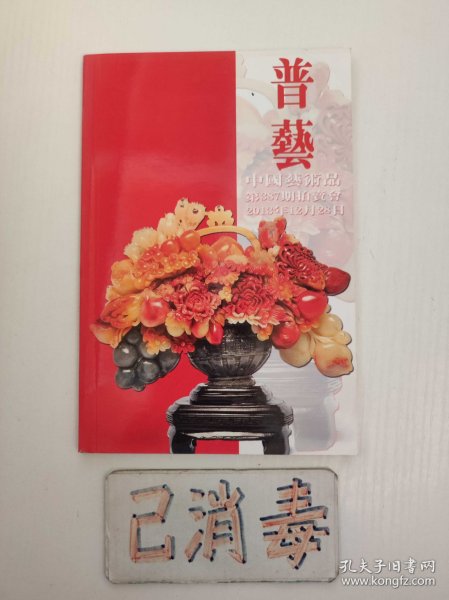 普
藝
中國藝術品
第387期拍賣會
2013年12月28日
已消毒
孔夫子旧书网
www.kongfz.com